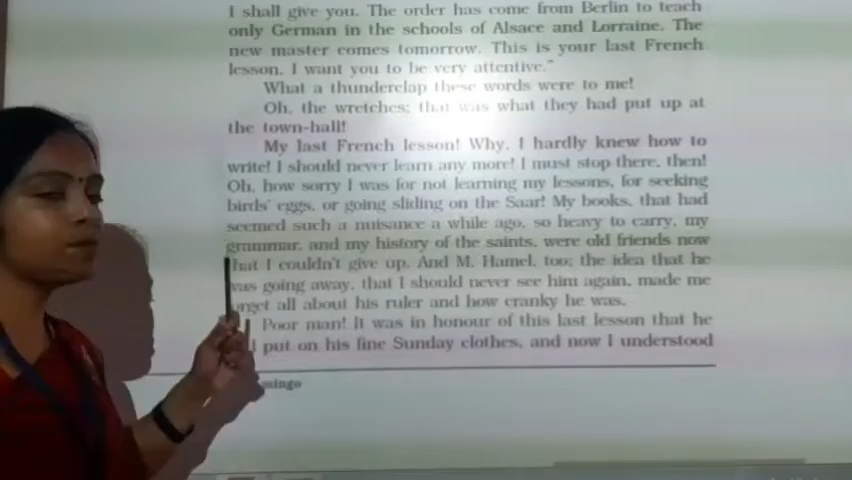 I shall give you. The order has come from Berlin to teach
only German in the schools of Alsace and Lorraine. The
new master comes tomorrow. This is your last French
lesson. I want you to be very attentive."
What a thunderclap these words were to me!
Oh, the wretches; that was what they had put up at
the town-hall!
My last French lesson! Why, I hardly knew how to
write! I should never learn any more! I must stop there, then!
Oh, how sorry I was for not learning my lessons, for seeking
birds' eggs, or going sliding on the Saar! My books, that had
seemed such a nuisance a while ago, so heavy to carry, my
grammar, and my history of the saints, were old friends now
hat I couldn't give up. And M. Hamel, too; the idea that he
was going away, that I should never see him again, made me
orget all about his ruler and how cranky he was.
Poor man! It was in honour of this last lesson that he
put on his fine Sunday clothes, and now I understood
mingo